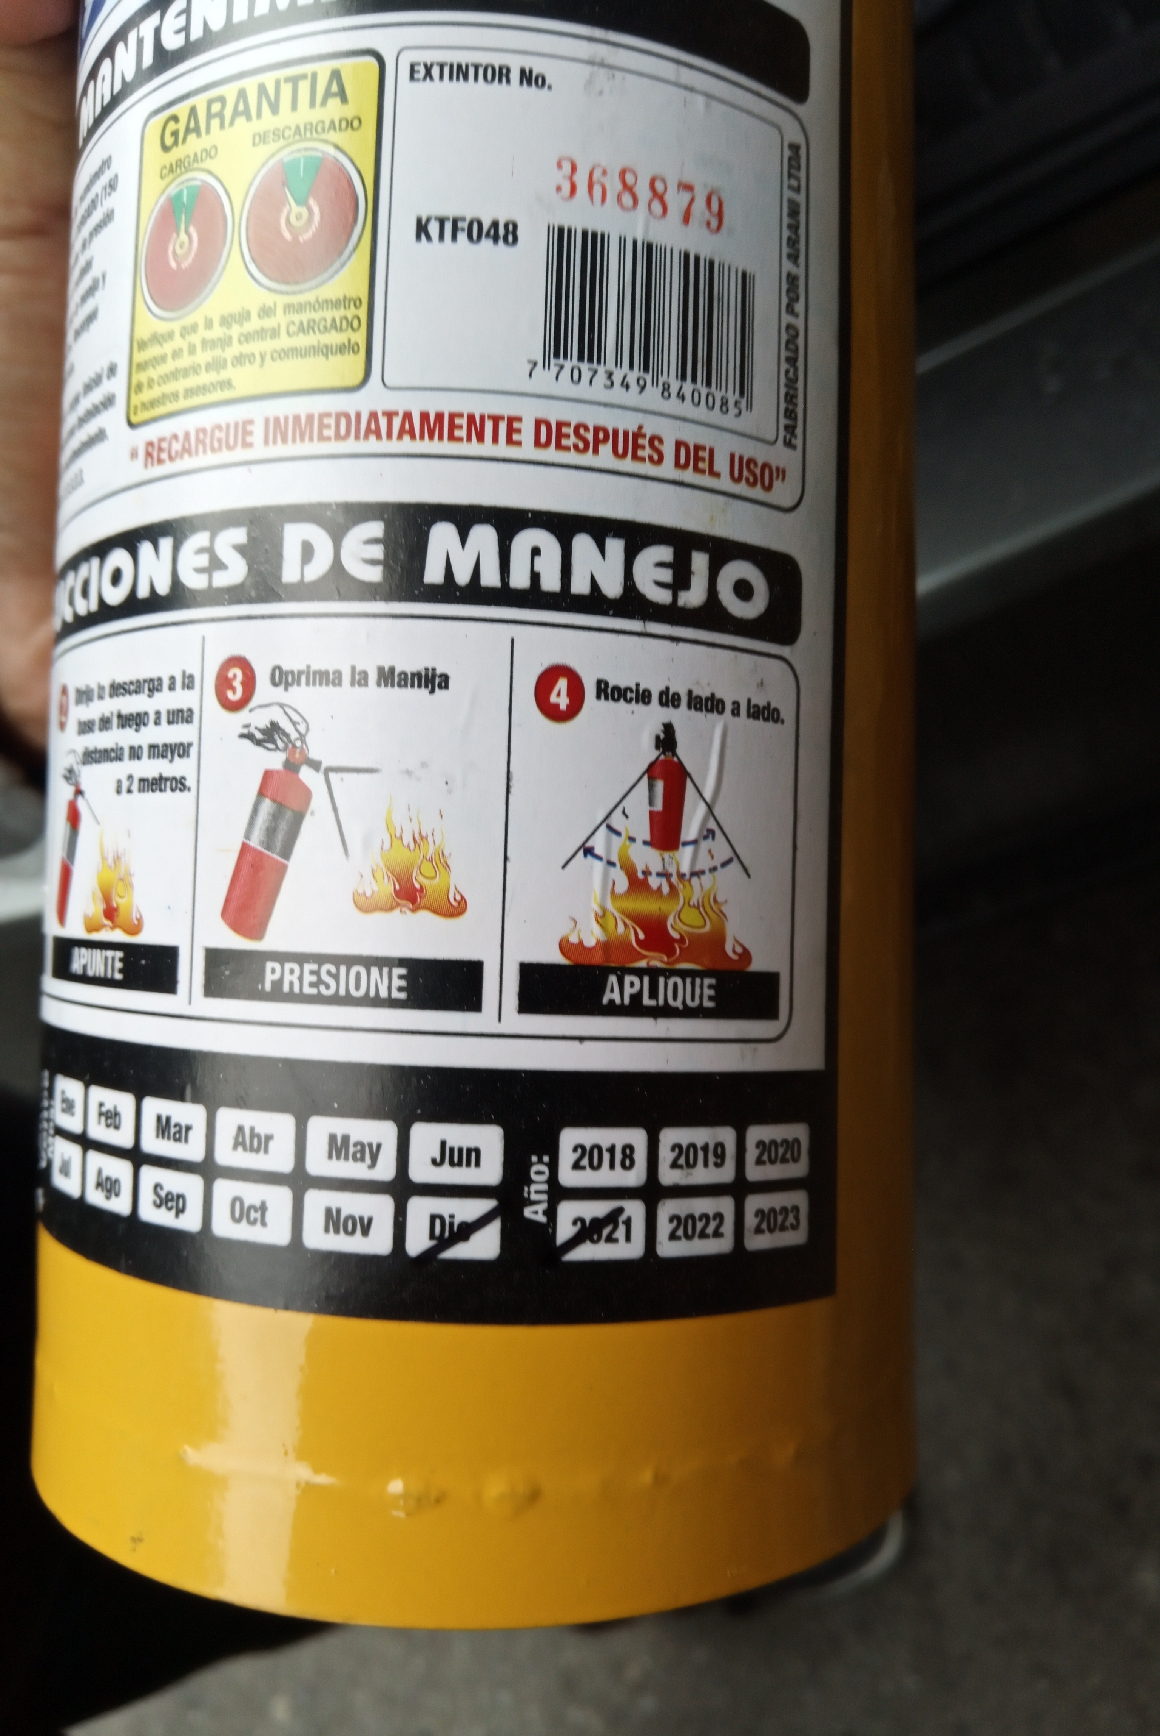 MANTENIM
GARANTIA
CARGADO
DESCARGADO
Verifique que la aguja del manómetro
marque en la franja central CARGADO
de lo contrario elija otro y comuniquelo
a nuestros asesores.
EXTINTOR No.
368879
KTF048
7 707349 840085
FABRICADO POR ARANI LTDA
“ RECARGUE INMEDIATAMENTE DESPUÉS DEL USO”
UCCIONES DE MANEJO
Dirija la descarga a la
base del fuego a una
distancia no mayor
a 2 metros.
APUNTE
3 Oprima la Manija
PRESIONE
4 Rocie de lado a lado.
APLIQUE
Ene Feb Mar Abr May Jun
Jul Ago Sep Oct Nov Dic
Año:
2018 2019 2020
2021 2022 2023